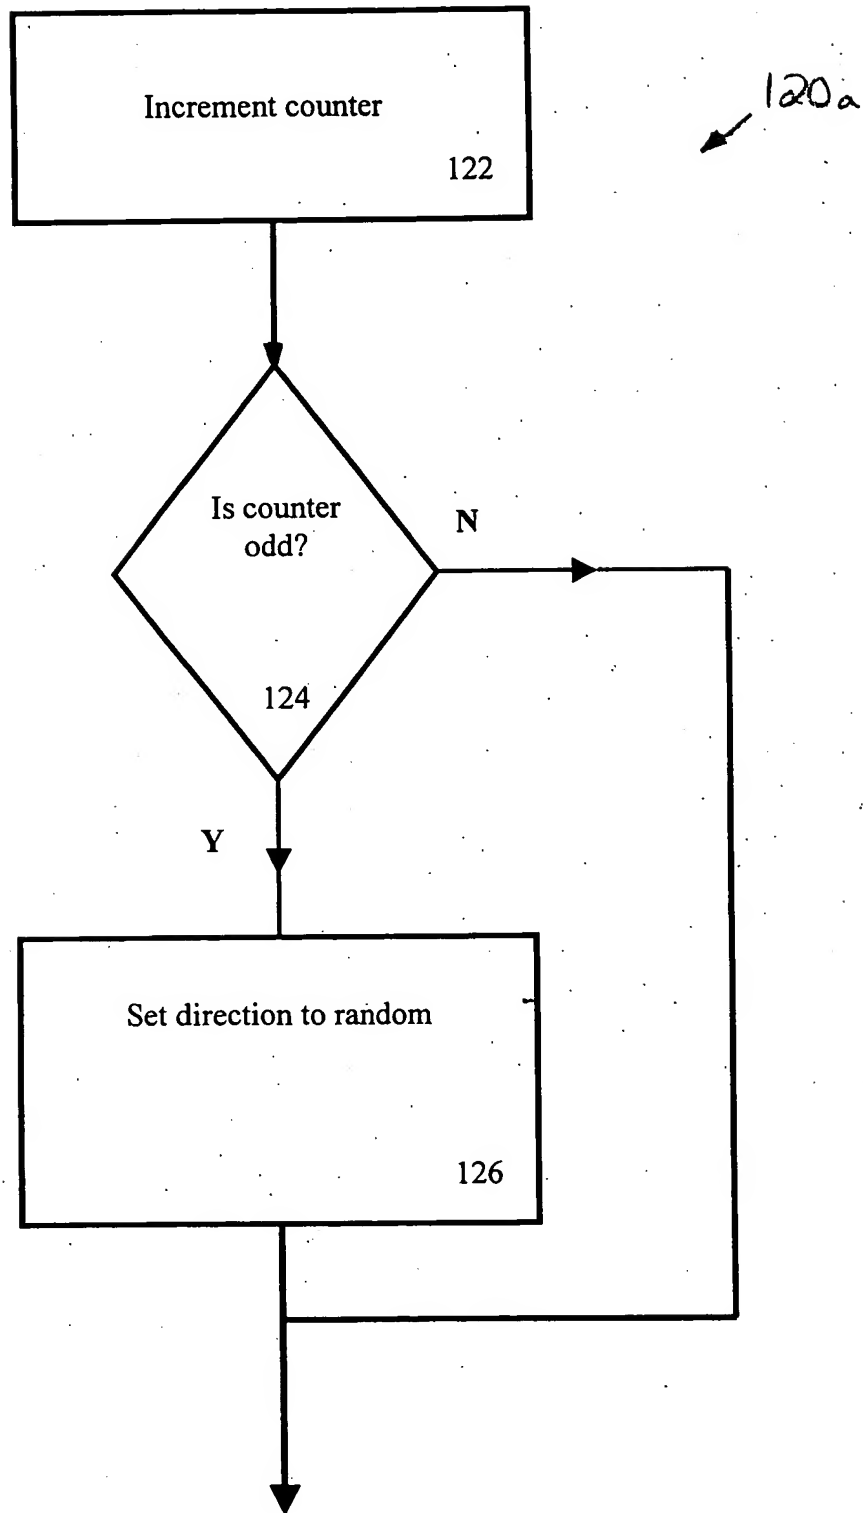 Increment counter
122
120a
Is counter
odd?
N
124
Y
Set direction to random
126